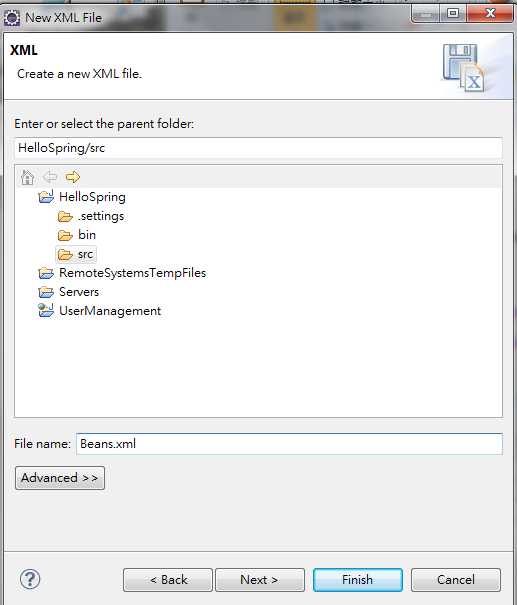 New XML File
XML
Create a new XML file.
Enter or select the parent folder:
HelloSpring/src
HelloSpring
.settings
bin
src
RemoteSystemsTempFiles
Servers
UserManagement
File name: Beans.xml
Advanced >>
< Back Next > Finish Cancel